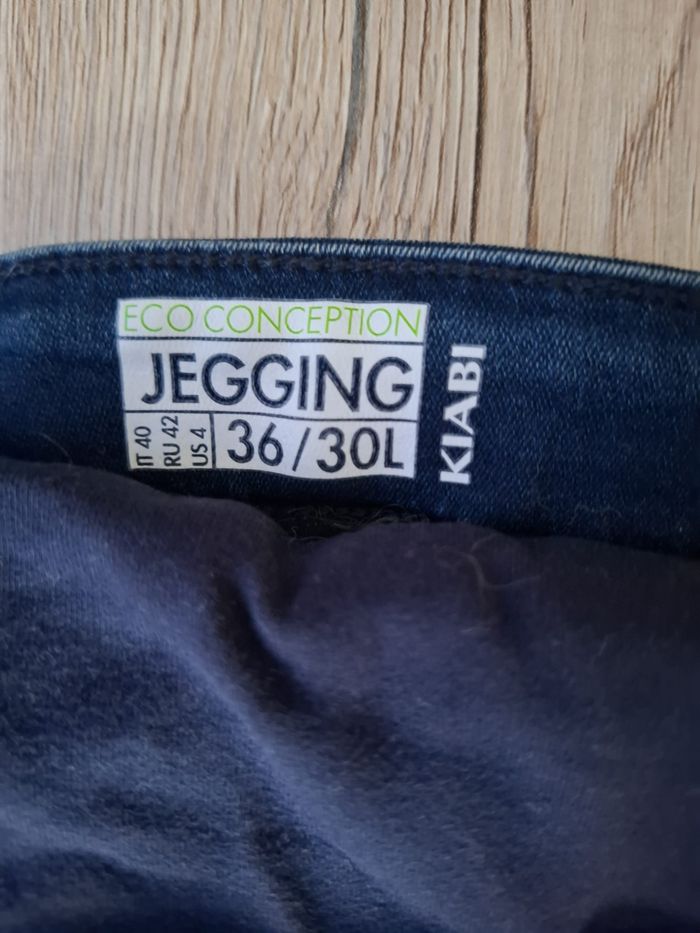 ECO CONCEPTION
JEGGING
IT 40
RU 42
US 4
36/30L
KIABI